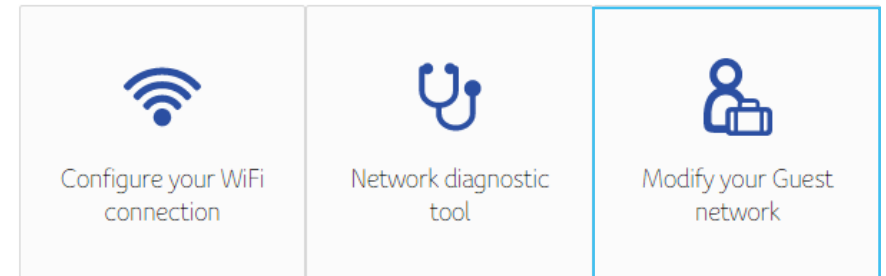 Configure your WiFi
connection
Network diagnostic
tool
Modify your Guest
network